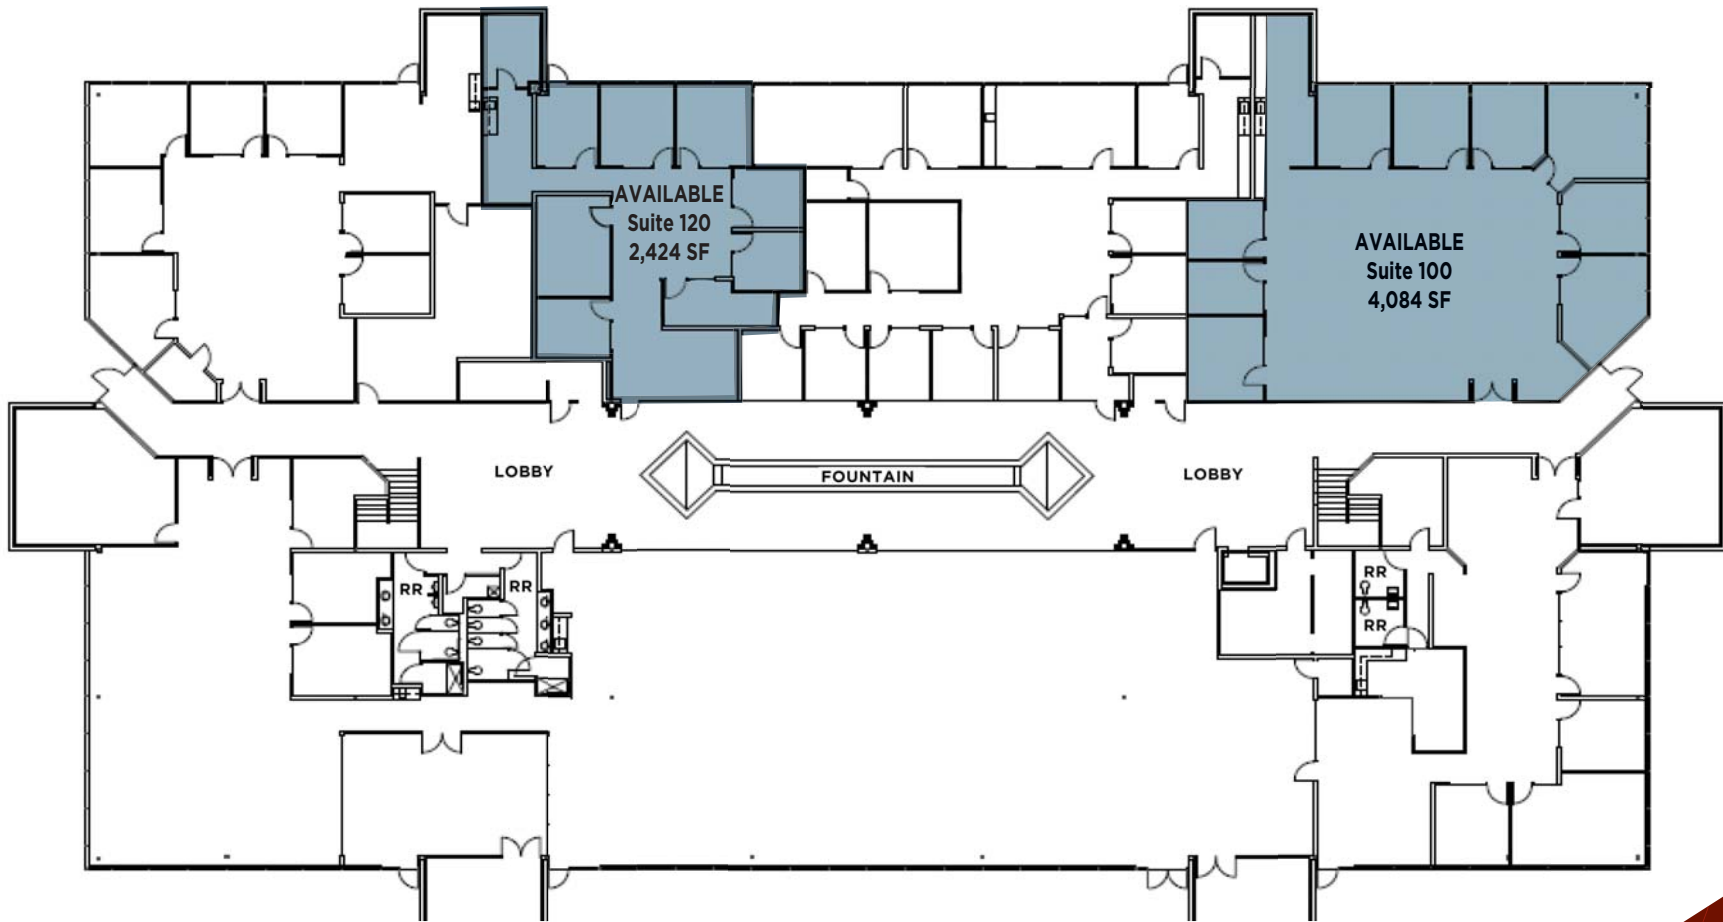 AVAILABLE
Suite 120
2,424 SF
AVAILABLE
Suite 100
4,084 SF
LOBBY
FOUNTAIN
LOBBY
RR
RR
RR
RR